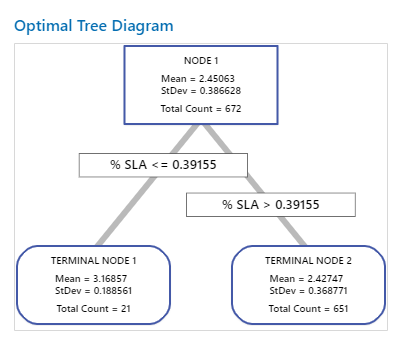 Optimal Tree Diagram
NODE 1
Mean = 2.45063
StDev = 0.386628
Total Count = 672
% SLA <= 0.39155
% SLA > 0.39155
TERMINAL NODE 1
Mean = 3.16857
StDev = 0.188561
Total Count = 21
TERMINAL NODE 2
Mean = 2.42747
StDev = 0.368771
Total Count = 651